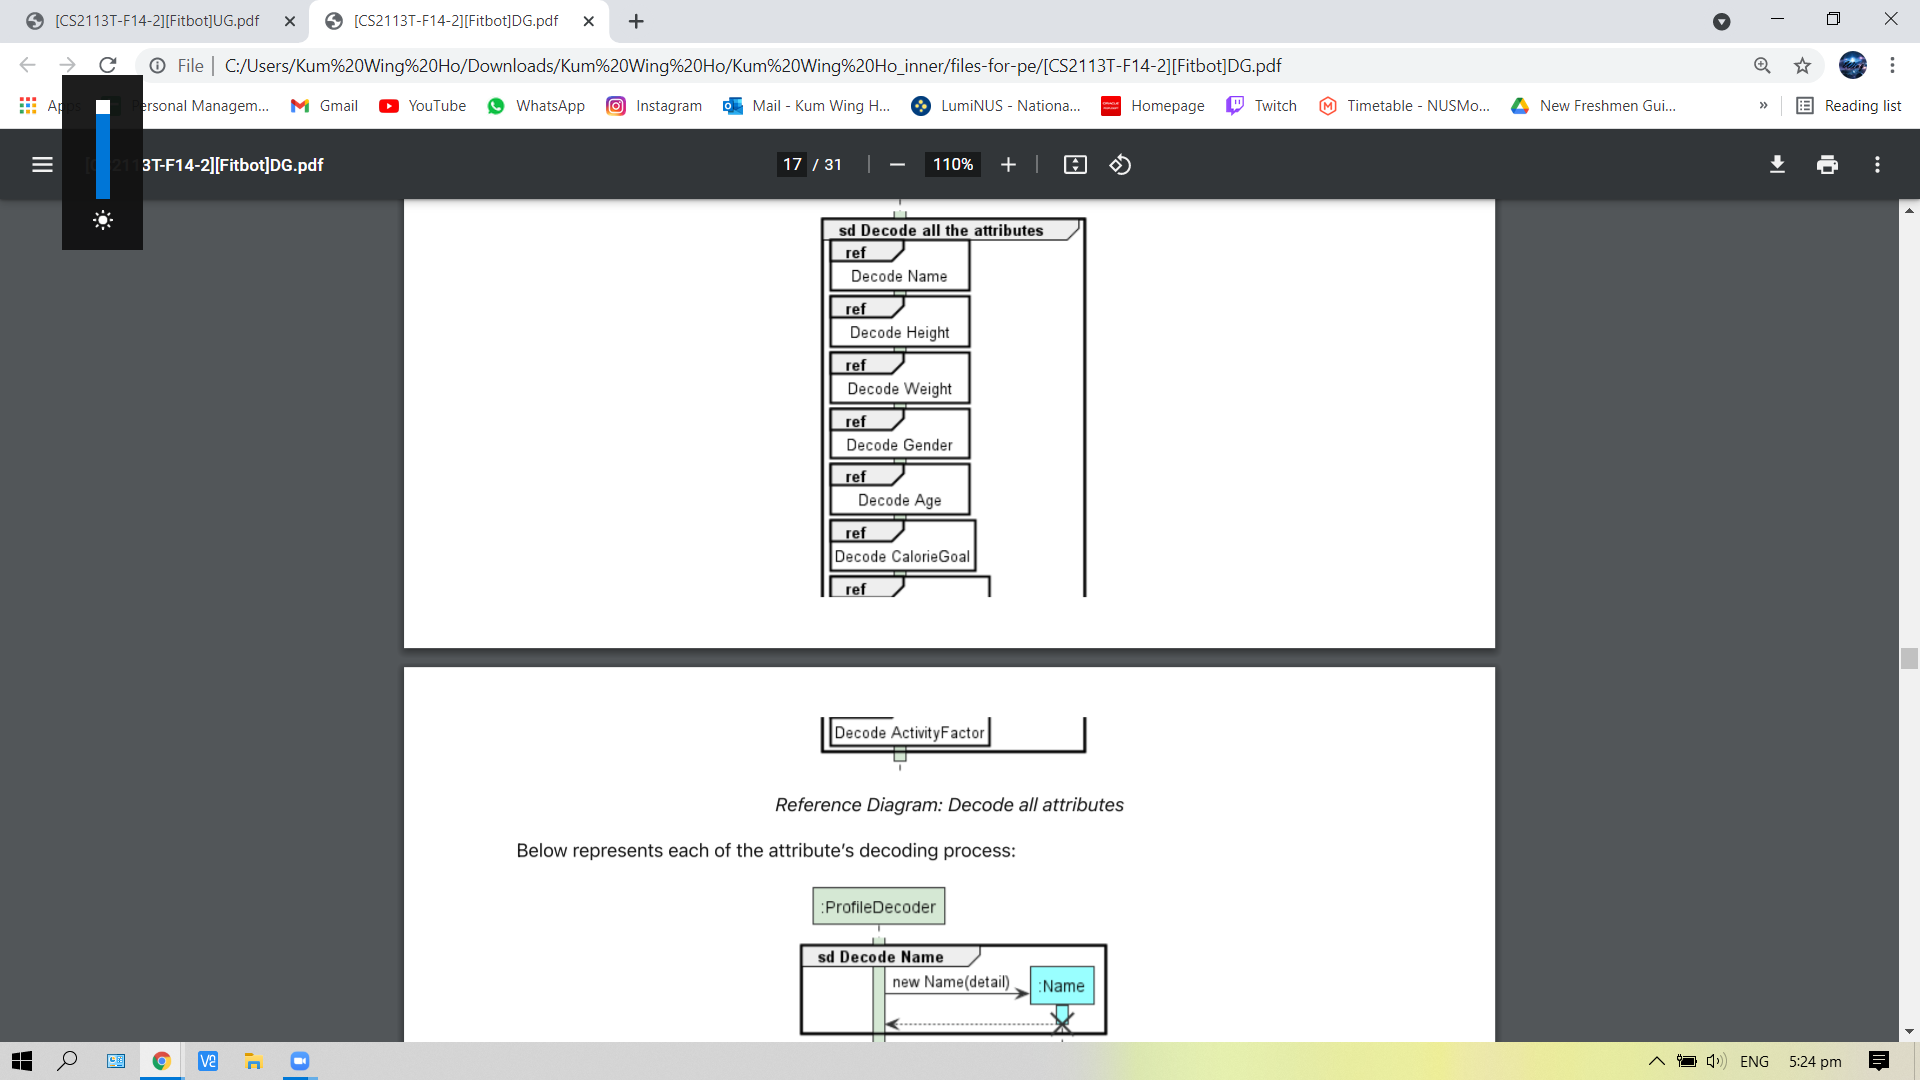 [CS2113T-F14-2][Fitbot]UG.pdf
[CS2113T-F14-2][Fitbot]DG.pdf
File
C:/Users/Kum%20Wing%20Ho/Downloads/Kum%20Wing%20Ho/Kum%20Wing%20Ho_inner/files-for-pe/[CS2113T-F14-2][Fitbot]DG.pdf
ersonal Managem...
Gmail
YouTube
WhatsApp
Instagram
Mail - Kum Wing H...
LumiNUS - Nationa...
Homepage
Twitch
Timetable - NUSMo...
New Freshmen Gui...
»
Reading list
3T-F14-2][Fitbot]DG.pdf
17 / 31
110%
sd Decode all the attributes
ref
Decode Name
ref
Decode Height
ref
Decode Weight
ref
Decode Gender
ref
Decode Age
ref
Decode CalorieGoal
ref
Decode ActivityFactor
Reference Diagram: Decode all attributes
Below represents each of the attribute's decoding process:
:ProfileDecoder
sd Decode Name
new Name(detail)
:Name
ENG
5:24 pm